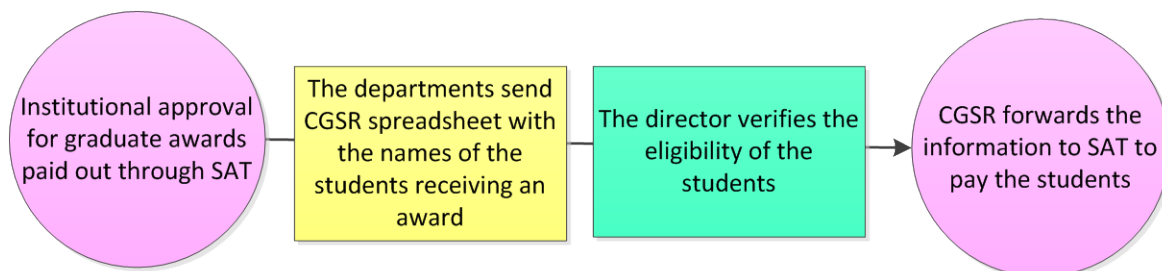 Institutional approval
for graduate awards
paid out through SAT
The departments send
CGSR spreadsheet with
the names of the
students receiving an
award
The director verifies the
eligibility of the
students
CGSR forwards the
information to SAT to
pay the students